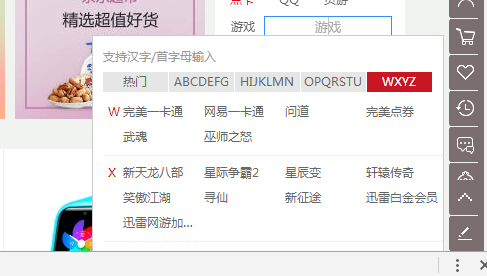 点卡 QQ 页游
精选超值好货
游戏 游戏
支持汉字/首字母输入
热门 ABCDEFG HIJKLMN OPQRSTU WXYZ
W 完美一卡通 网易一卡通 问道 完美点券
武魂 巫师之怒
X 新天龙八部 星际争霸2 星辰变 轩辕传奇
笑傲江湖 寻仙 新征途 迅雷白金会员
迅雷网游加...